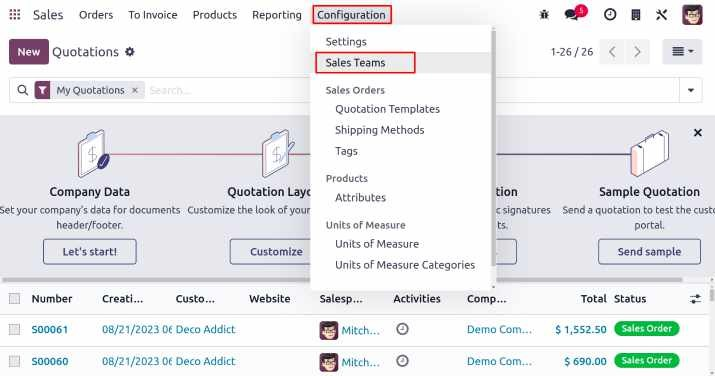 Sales Orders To Invoice Products Reporting Configuration 5
New Quotations 1-26 / 26
My Quotations × Search...
Settings
Sales Teams
Sales Orders
Quotation Templates
Shipping Methods
Tags
Products
Attributes
Units of Measure
Units of Measure
Units of Measure Categories
Company Data
Set your company's data for documents
header/footer.
Let's start!
Quotation Layo
Customize the look of your
Customize
tion
c signatures
ts.
Sample Quotation
Send a quotation to test the custo
portal.
Send sample
Number Creati... Custo... Website Salesp... Activities Comp... Total Status
S00061 08/21/2023 06 Deco Addict Mitch... Demo Com... $ 1,552.50 Sales Order
S00060 08/21/2023 06 Deco Addict Mitch... Demo Com... $ 690.00 Sales Order